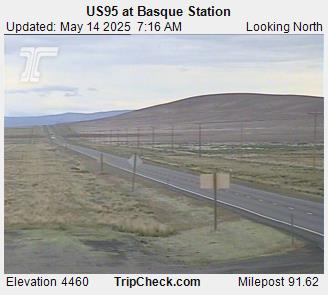 US95 at Basque Station
Updated: May 14 2025 7:16 AM Looking North
Elevation 4460 TripCheck.com Milepost 91.62